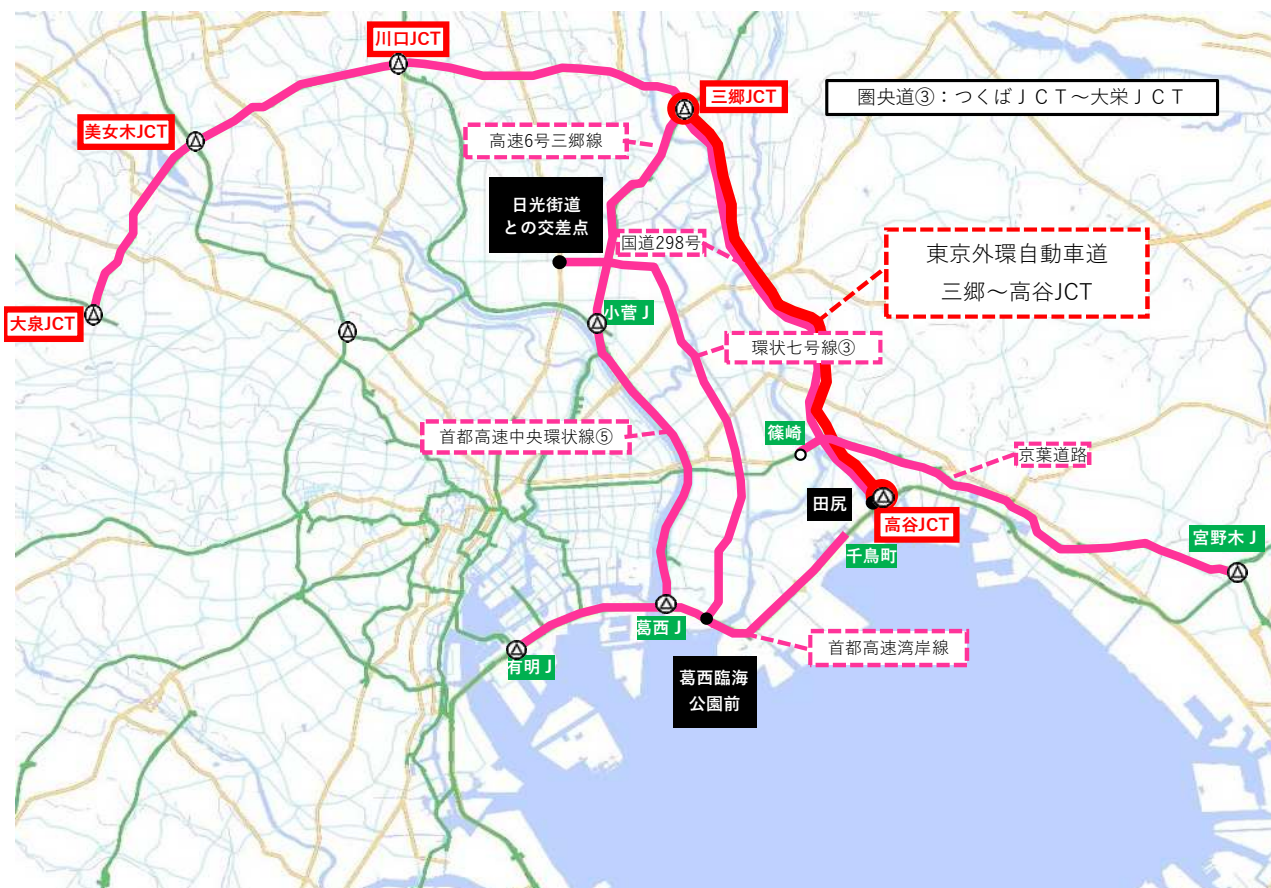 川口JCT
三郷JCT
圏央道③：つくばＪＣＴ～大栄ＪＣＴ
美女木JCT
高速6号三郷線
日光街道
との交差点
国道298号
東京外環自動車道
三郷～高谷JCT
大泉JCT
小菅Ｊ
環状七号線③
首都高速中央環状線⑤
篠崎
京葉道路
田尻
高谷JCT
千鳥町
宮野木Ｊ
葛西Ｊ
有明Ｊ
首都高速湾岸線
葛西臨海
公園前